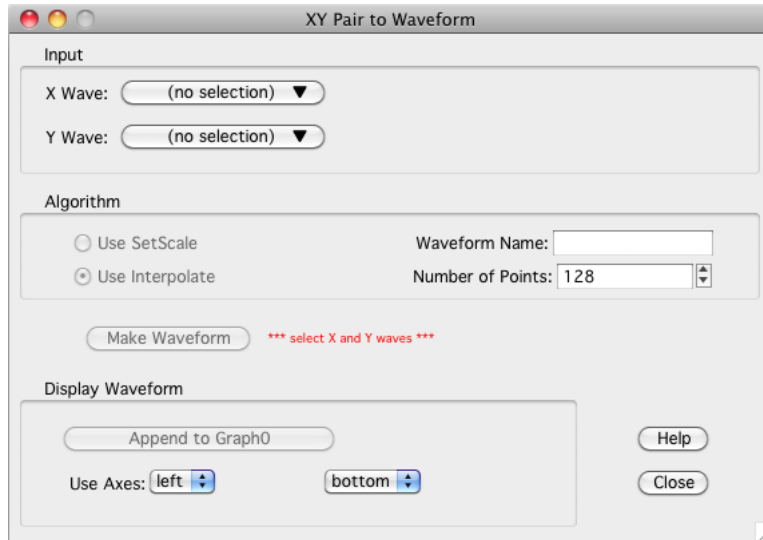 XY Pair to Waveform
Input
X Wave: (no selection)
Y Wave: (no selection)
Algorithm
Use SetScale
Waveform Name:
Use Interpolate
Number of Points: 128
Make Waveform
*** select X and Y waves ***
Display Waveform
Append to Graph0
Help
Use Axes: left bottom
Close